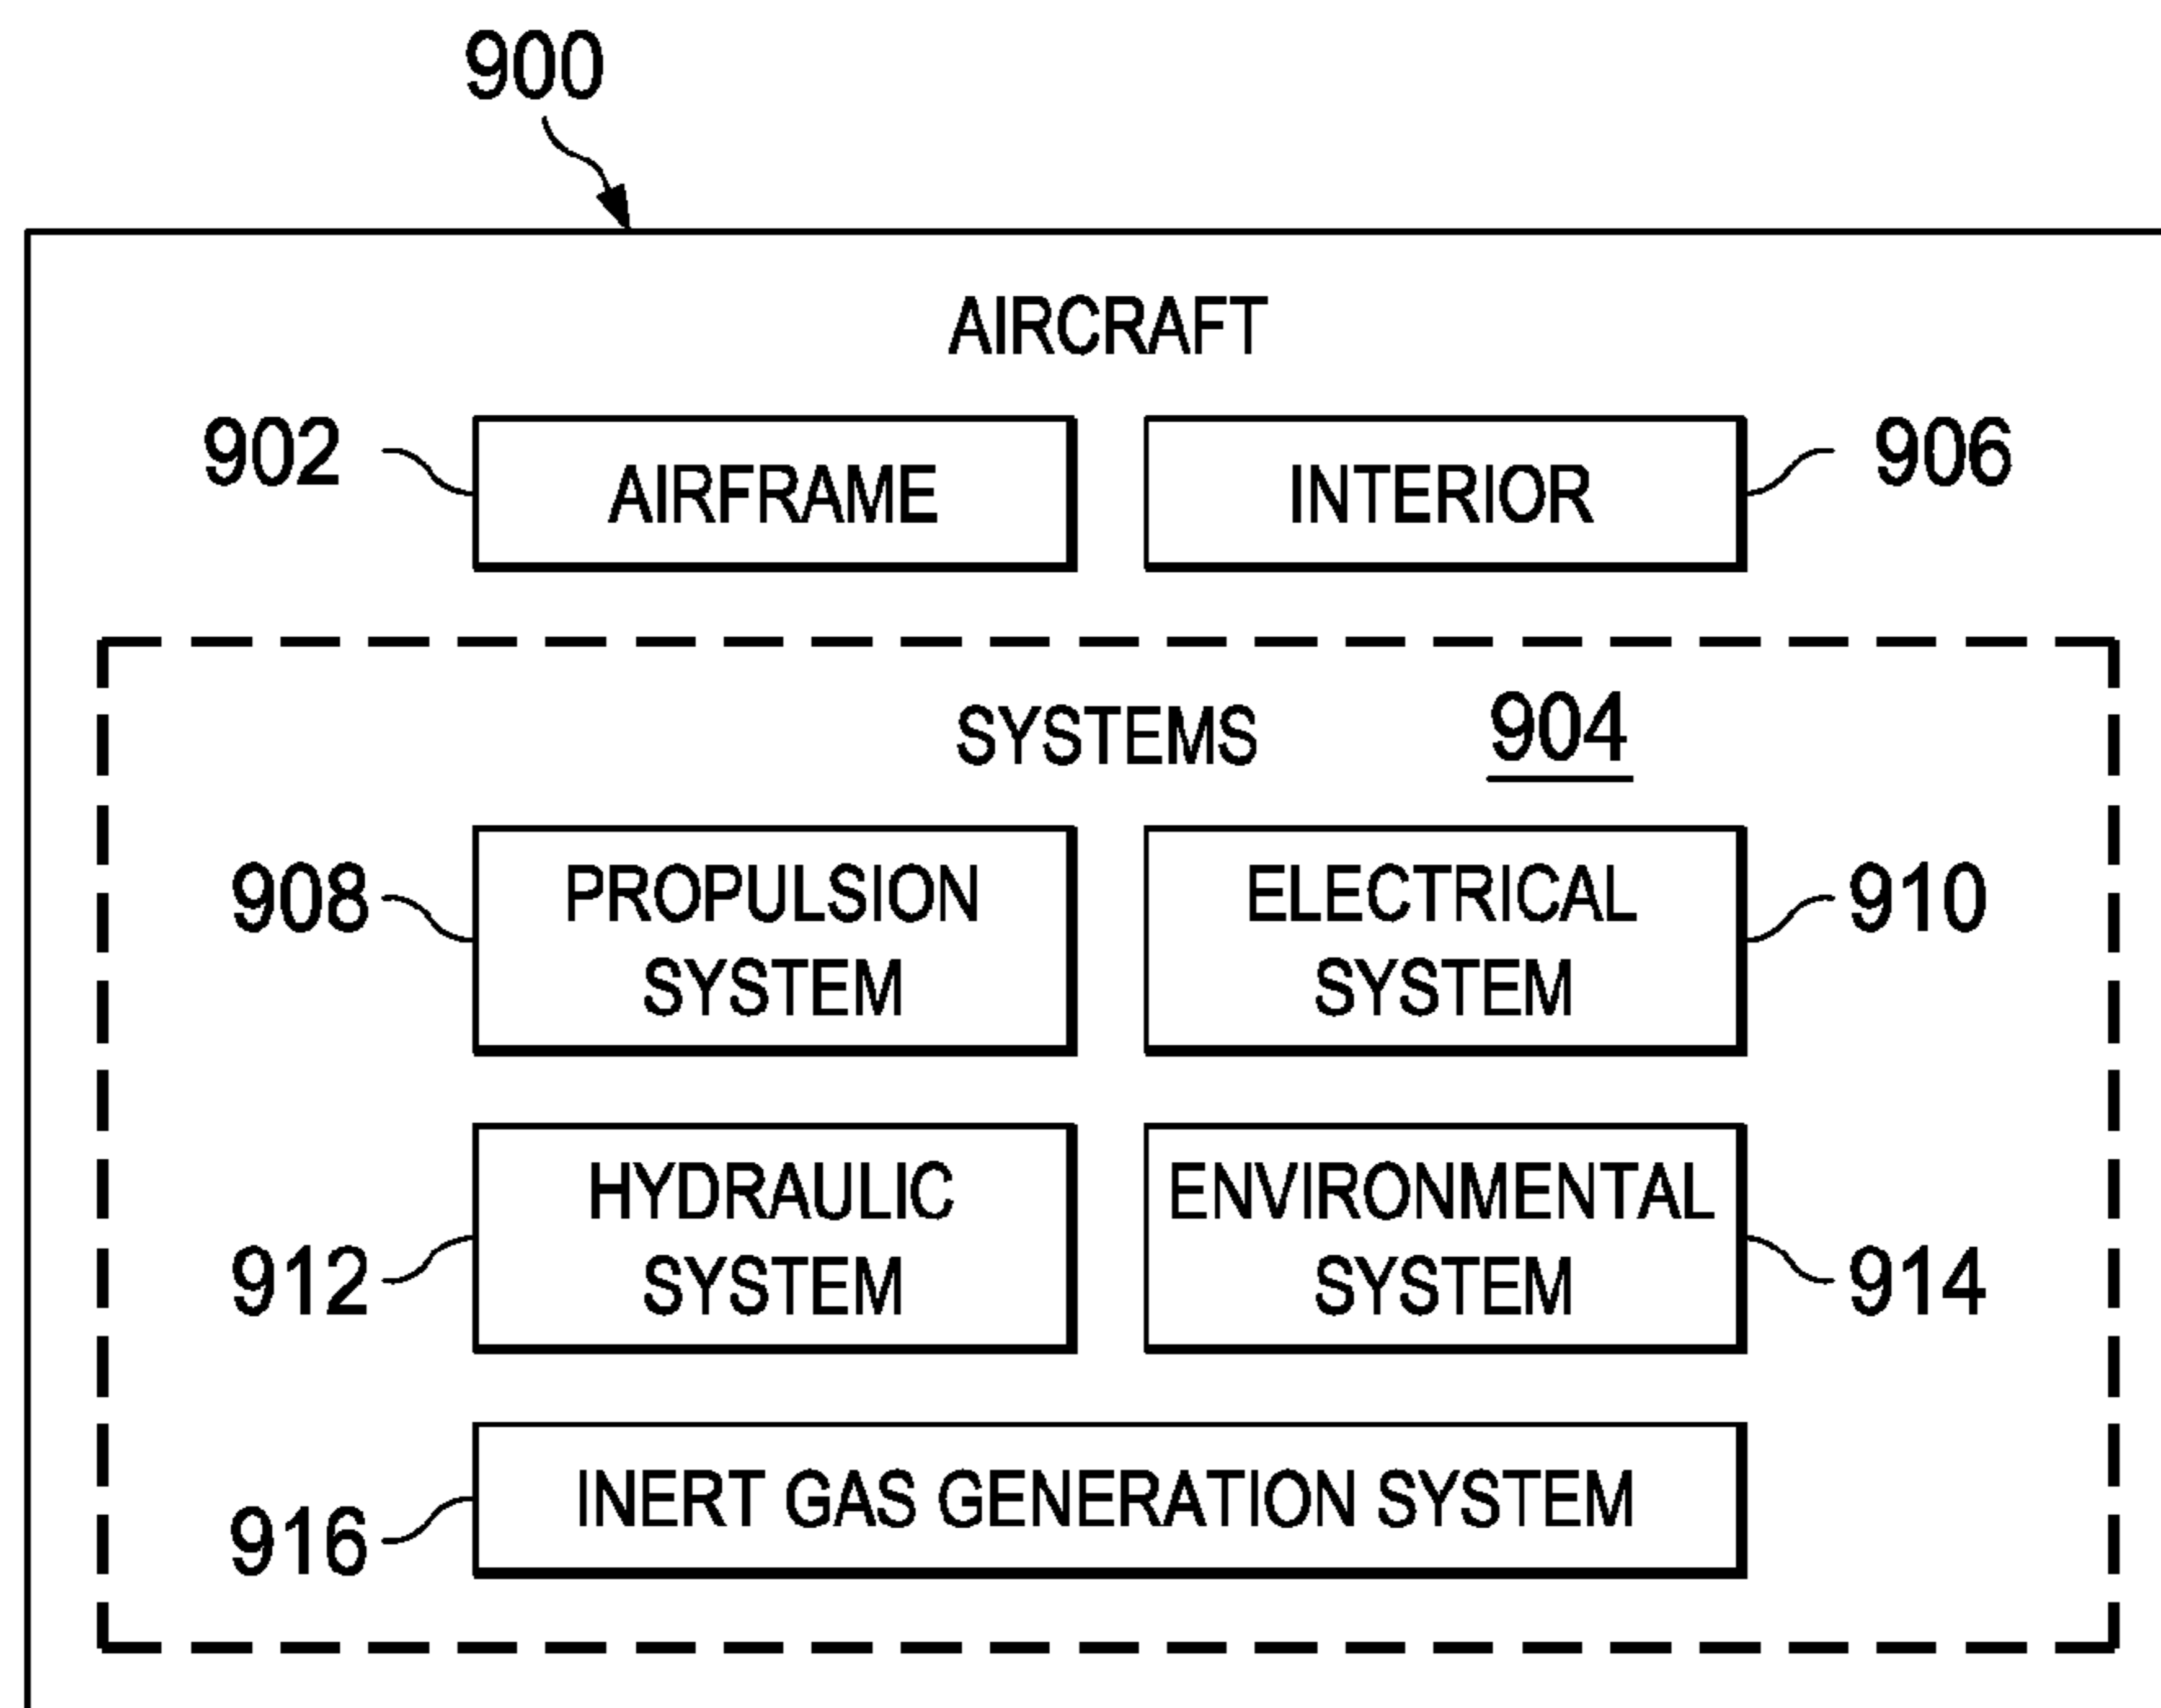 900
AIRCRAFT
902 AIRFRAME INTERIOR 906
SYSTEMS 904
908 PROPULSION SYSTEM
ELECTRICAL SYSTEM 910
912 HYDRAULIC SYSTEM
ENVIRONMENTAL SYSTEM 914
916 INERT GAS GENERATION SYSTEM